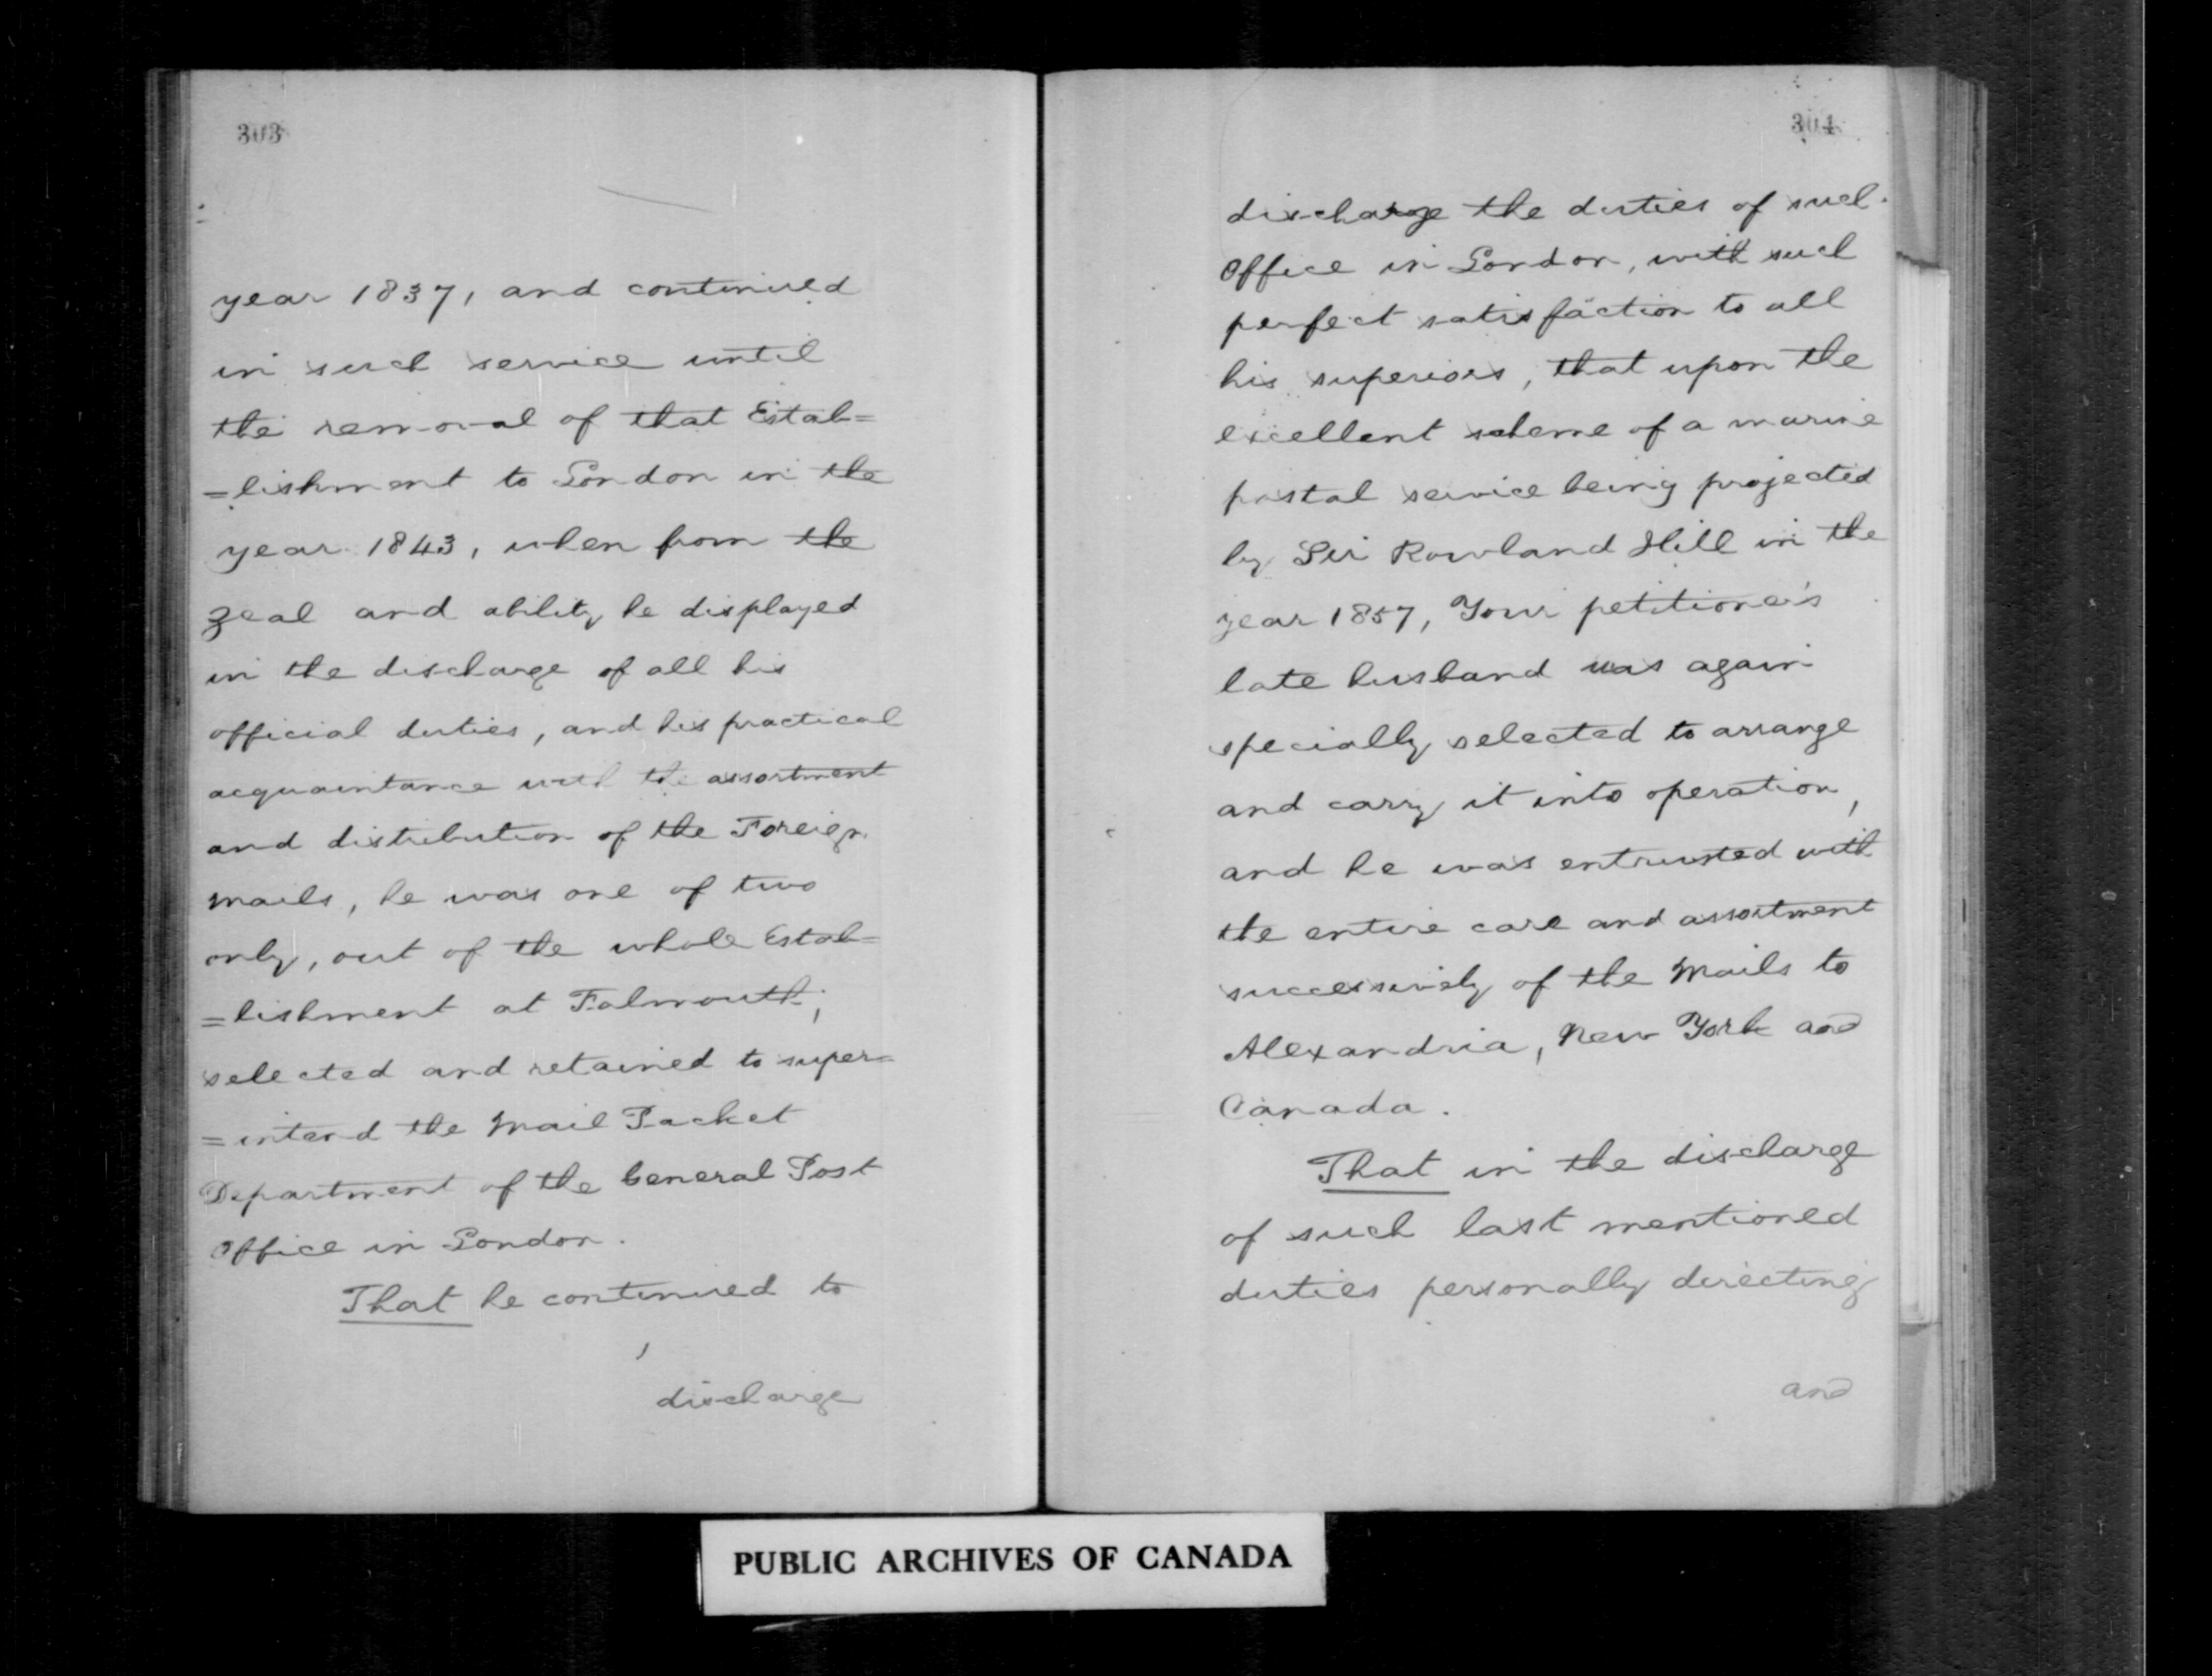 303
year 1837, and continued
in such service until
the removal of that Estab=
=lishment to London in the
year 1843, when from the
zeal and ability he displayed
in the discharge of all his
official duties, and his practical
acquaintance with the assortment
and distribution of the Foreign
Mails, he was one of two
only, out of the whole Estab=
=lishment at Falmouth,
selected and retained to super=
=intend the Mail Packet
Department of the General Post
Office in London.
That he continued to
discharge
304
discharge the duties of such
Office in London, with such
perfect satisfaction to all
his superiors, that upon the
excellent scheme of a marine
postal service being projected
by Sir Rowland Hill in the
year 1857, Your petitioner's
late husband was again
specially selected to arrange
and carry it into operation,
and he was entrusted with
the entire care and assortment
successively of the Mails to
Alexandria, New York and
Canada.
That in the discharge
of such last mentioned
duties personally directing
and
PUBLIC ARCHIVES OF CANADA